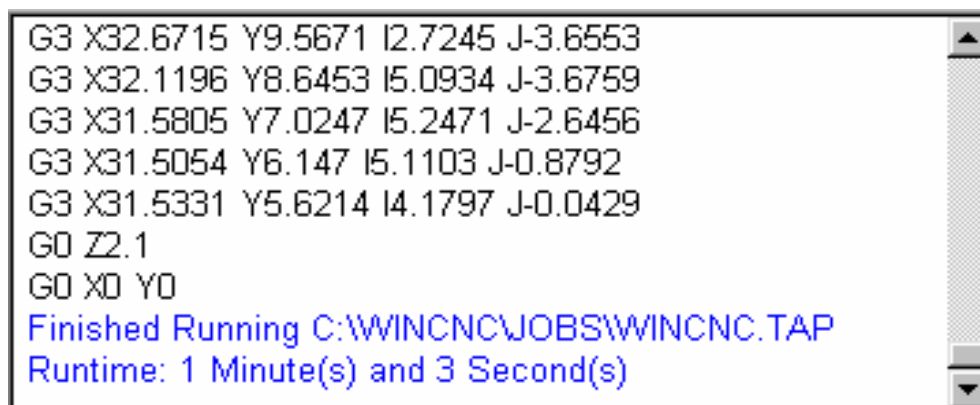 G3 X32.6715 Y9.5671 I2.7245 J-3.6553
G3 X32.1196 Y8.6453 I5.0934 J-3.6759
G3 X31.5805 Y7.0247 I5.2471 J-2.6456
G3 X31.5054 Y6.147 I5.1103 J-0.8792
G3 X31.5331 Y5.6214 I4.1797 J-0.0429
G0 Z2.1
G0 X0 Y0
Finished Running C:\WINCNC\JOBS\WINCNC.TAP
Runtime: 1 Minute(s) and 3 Second(s)